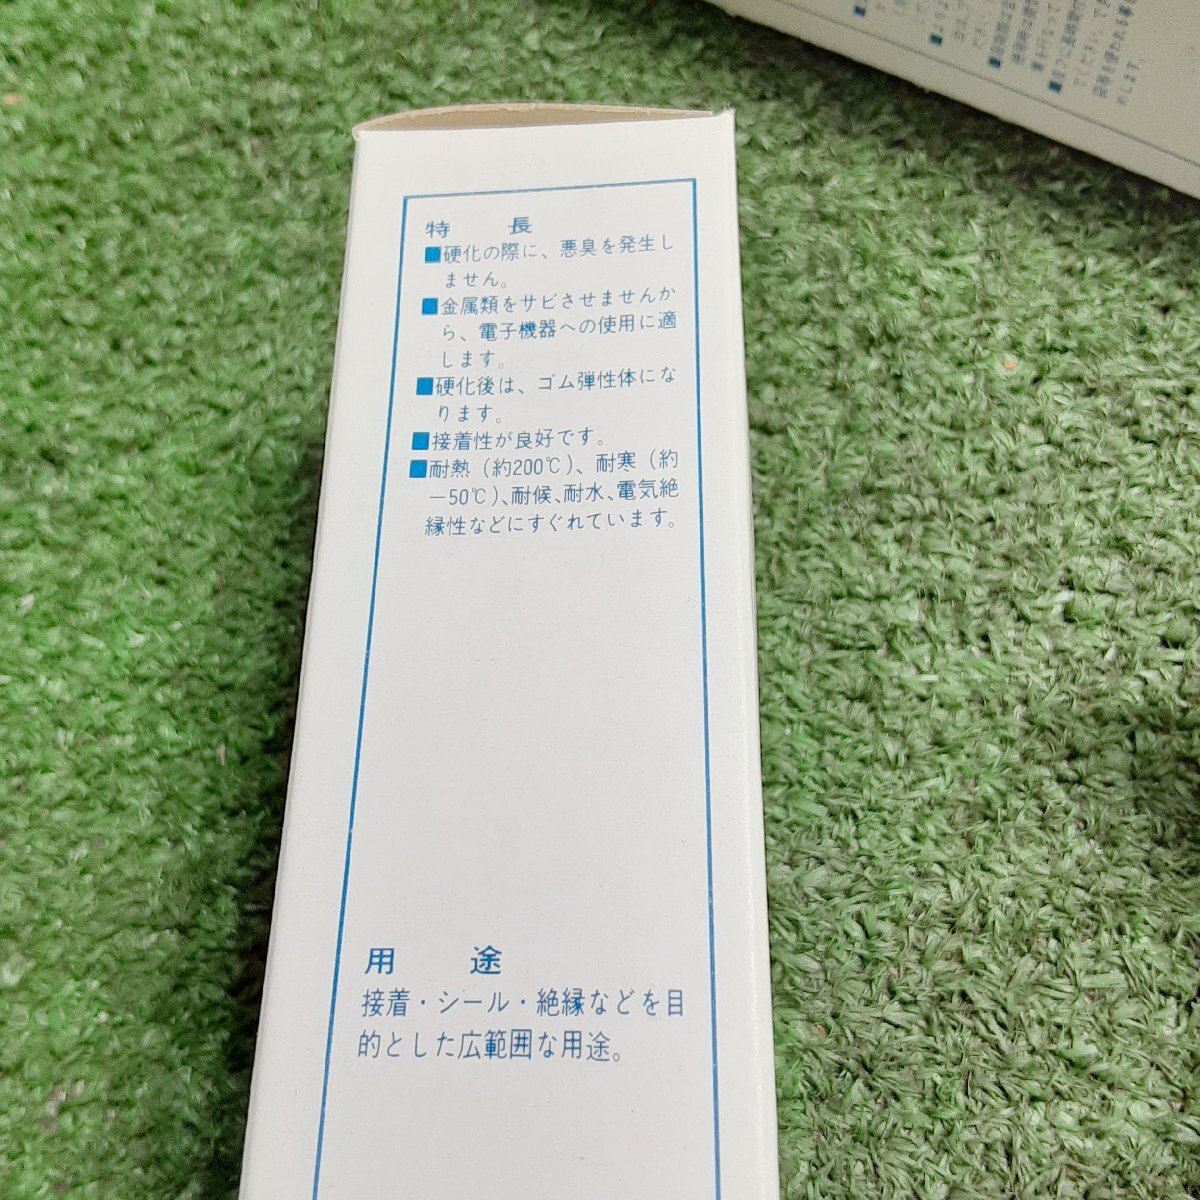 特　長
■硬化の際に、悪臭を発生し
ません。
■金属類をサビさせませんか
ら、電子機器への使用に適
します。
■硬化後は、ゴム弾性体にな
ります。
■接着性が良好です。
■耐熱（約200℃）、耐寒（約
－50℃）、耐候、耐水、電気絶
縁性などにすぐれています。
用　途
接着・シール・絶縁などを目
的とした広範囲な用途。